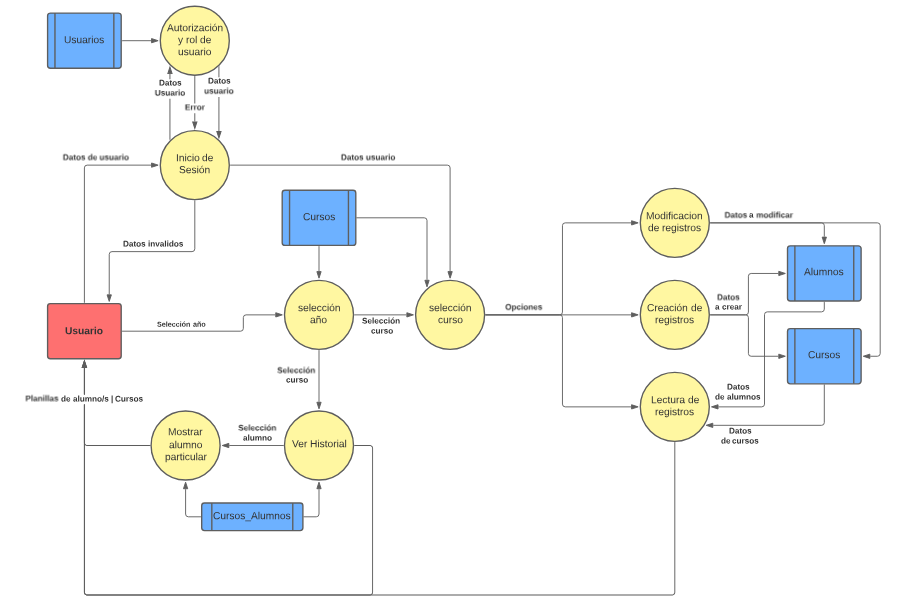 Usuarios
Autorización
y rol de
usuario
Datos
Usuario
Datos
usuario
Error
Datos de usuario
Inicio de
Sesión
Datos usuario
Datos invalidos
Cursos
Modificacion
de registros
Datos a modificar
Alumnos
Usuario
Selección año
selección
año
Selección
curso
selección
curso
Opciones
Creación de
registros
Datos
a crear
Cursos
Selección
curso
Planillas de alumno/s | Cursos
Mostrar
alumno
particular
Selección
alumno
Ver Historial
Lectura de
registros
Datos
de alumnos
Datos
de cursos
Cursos_Alumnos